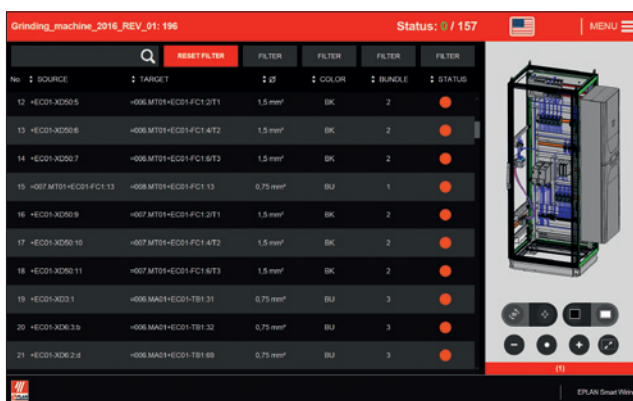 Grinding_machine_2016_REV_01: 196 Status: 0 / 157 MENU
RESET FILTER FILTER FILTER FILTER FILTER
No SOURCE TARGET Ø COLOR BUNDLE STATUS
12 +EC01-XD50:5 =006.MT01+EC01-FC1:2/T1 1,5 mm² BK 2
13 +EC01-XD50:6 =006.MT01+EC01-FC1:4/T2 1,5 mm² BK 2
14 +EC01-XD50:7 =006.MT01+EC01-FC1:6/T3 1,5 mm² BK 2
15 =007.MT01+EC01-FC1:13 =008.MT01+EC01-FC1:13 0,75 mm² BU 1
16 +EC01-XD50:9 =007.MT01+EC01-FC1:2/T1 1,5 mm² BK 2
17 +EC01-XD50:10 =007.MT01+EC01-FC1:4/T2 1,5 mm² BK 2
18 +EC01-XD50:11 =007.MT01+EC01-FC1:6/T3 1,5 mm² BK 2
19 +EC01-XD3:1 =006.MA01+EC01-TB1:31 0,75 mm² BU 3
20 +EC01-XD6:3:b =006.MA01+EC01-TB1:32 0,75 mm² BU 3
21 +EC01-XD6:2:d =006.MA01+EC01-TB1:69 0,75 mm² BU 3
(1)
EPLAN EPLAN Smart Wiring